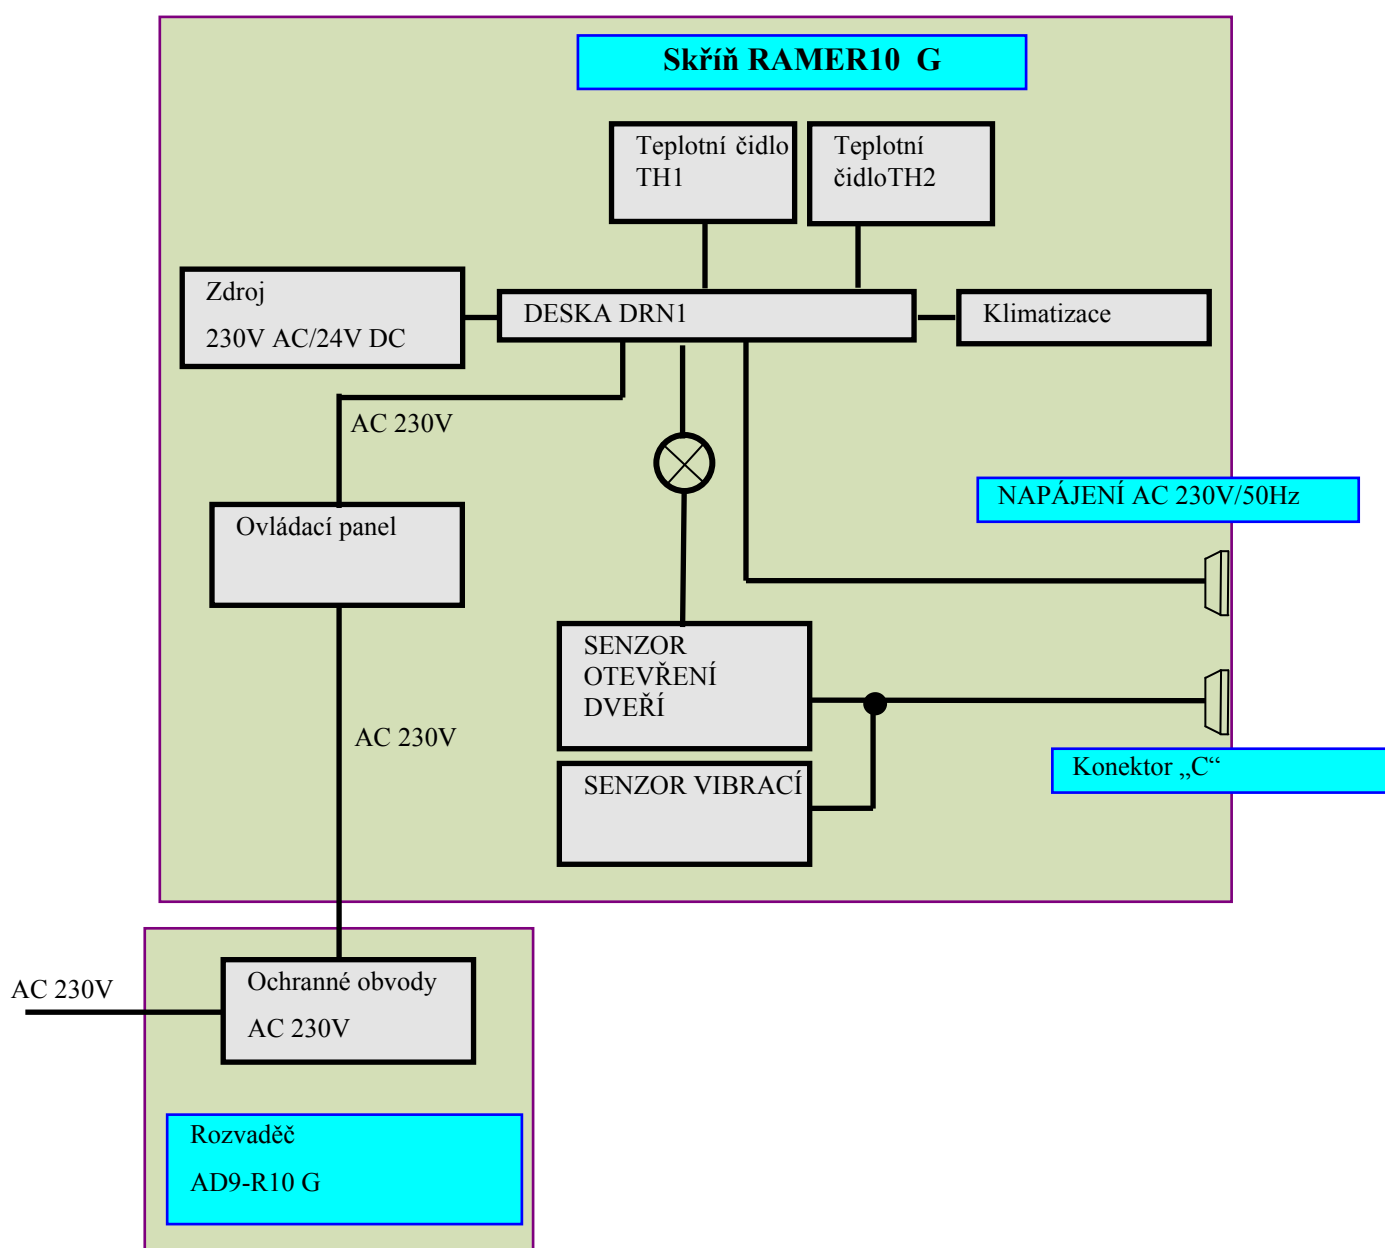 Skříň RAMER10 G
Teplotní čidlo
TH1
Teplotní
čidloTH2
Zdroj
230V AC/24V DC
DESKA DRN1
Klimatizace
AC 230V
NAPÁJENÍ AC 230V/50Hz
Ovládací panel
SENZOR
OTEVŘENÍ
DVEŘÍ
AC 230V
Konektor „C“
SENZOR VIBRACÍ
AC 230V
Ochranné obvody
AC 230V
Rozvaděč
AD9-R10 G